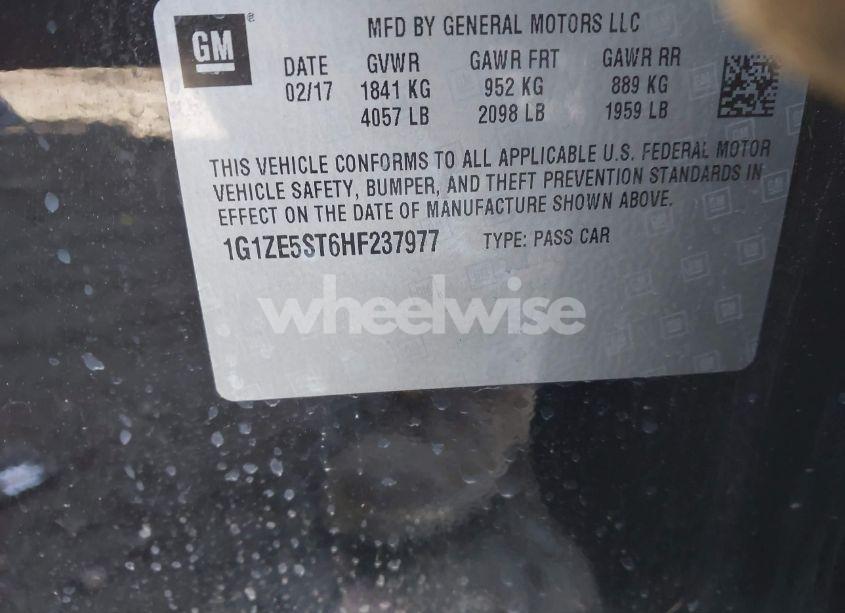 GM
MFD BY GENERAL MOTORS LLC
DATE GVWR GAWR FRT GAWR RR
02/17 1841 KG 952 KG 889 KG
4057 LB 2098 LB 1959 LB
THIS VEHICLE CONFORMS TO ALL APPLICABLE U.S. FEDERAL MOTOR
VEHICLE SAFETY, BUMPER, AND THEFT PREVENTION STANDARDS IN
EFFECT ON THE DATE OF MANUFACTURE SHOWN ABOVE.
1G1ZE5ST6HF237977 TYPE: PASS CAR
wheelwise